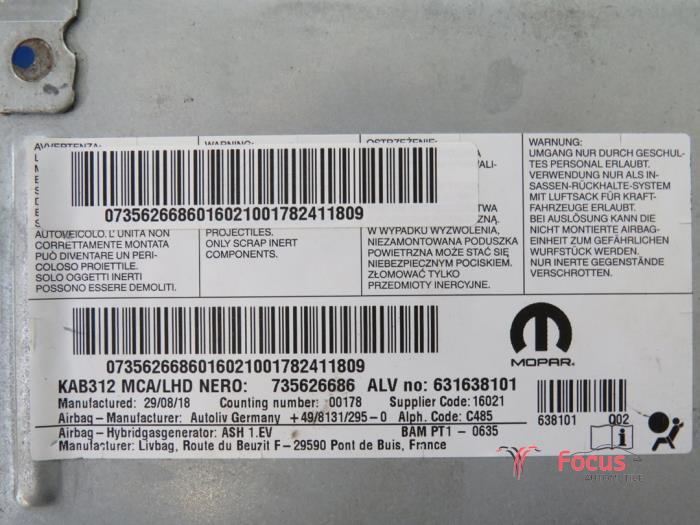 AVVERTENZA:
WARNING:
OSTRZEŻENIE:
0735626686016021001782411809
AUTOVEICOLO. L'UNITÀ NON
CORRETTAMENTE MONTATA
PUÒ DIVENTARE UN PERI-
COLOSO PROIETTILE.
SOLO OGGETTI INERTI
POSSONO ESSERE DEMOLITI.
PROJECTILES.
ONLY SCRAP INERT
COMPONENTS.
W WYPADKU WYZWOLENIA,
NIEZAMONTOWANA PODUSZKA
POWIETRZNA MOŻE STAĆ SIĘ
NIEBEZPIECZNYM POCISKIEM.
ZŁOMOWAĆ TYLKO
PRZEDMIOTY INERCYJNE.
WARNUNG:
UMGANG NUR DURCH GESCHUL-
TES PERSONAL ERLAUBT.
VERWENDUNG NUR ALS IN-
SASSEN-RÜCKHALTE-SYSTEM
MIT LUFTSACK FÜR KRAFT-
FAHRZEUGE ERLAUBT.
BEI AUSLÖSUNG KANN DIE
NICHT MONTIERTE AIRBAG-
EINHEIT ZUM GEFÄHRLICHEN
WURFSTÜCK WERDEN.
NUR INERTE GEGENSTÄNDE
VERSCHROTTEN.
0735626686016021001782411809
MOPAR
KAB312 MCA/LHD NERO: 735626686 ALV no: 631638101
Manufactured: 29/08/18 Counting number: 00178 Supplier Code: 16021
Airbag - Manufacturer: Autoliv Germany +49/8131/295-0 Alph. Code: C485
Airbag - Hybridgasgenerator: ASH 1.EV BAM PT1 - 0635
Manufacturer: Livbag, Route du Beuzit F - 29590 Pont de Buis, France
638101 002
Focus
AUTOMOTIVE